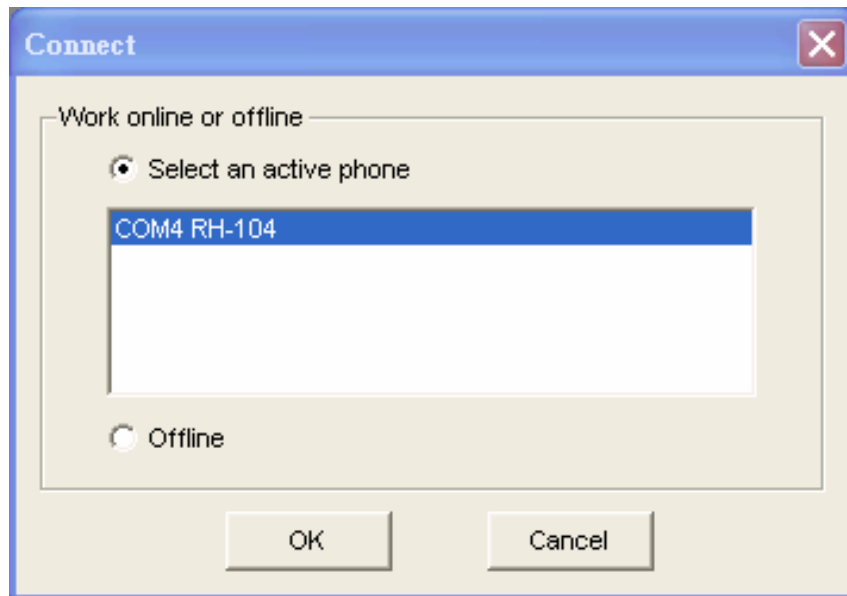 Connect
Work online or offline
Select an active phone
COM4 RH-104
Offline
OK
Cancel